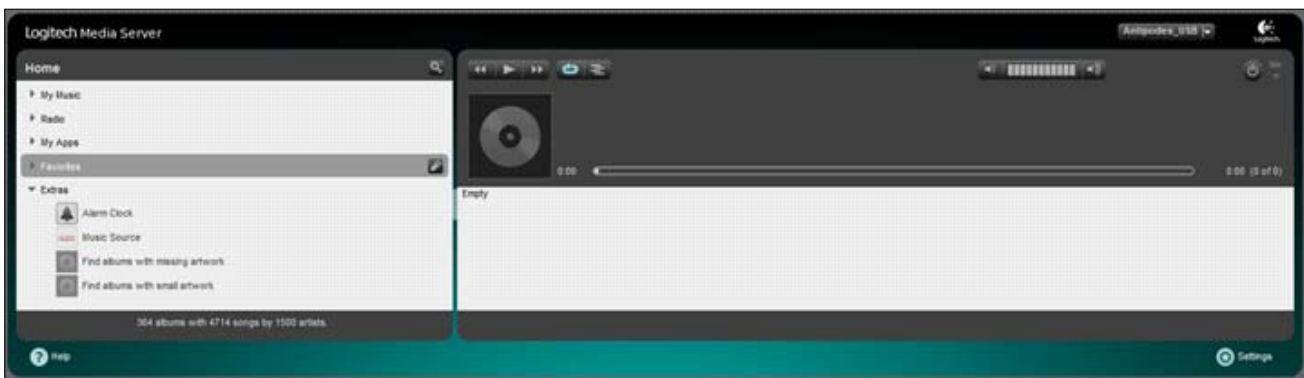 Logitech Media Server
Antipodes_USB
Logitech
Home
My Music
Radio
My Apps
Favorites
0:00
0:00 (0 of 0)
Extras
Empty
Alarm Clock
Music Source
Find albums with missing artwork
Find albums with small artwork
364 albums with 4714 songs by 1500 artists.
Help
Settings